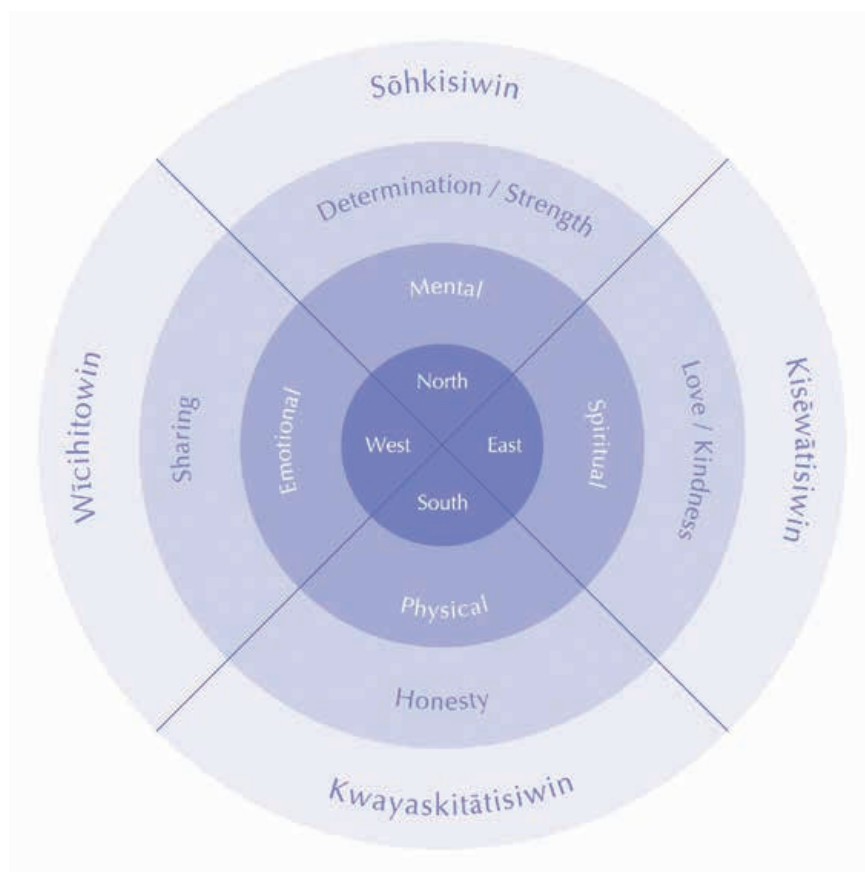 Sōhkisiwin
Determination / Strength
Mental
North
Wīcihitowin
Sharing
Emotional
West
East
Spiritual
Love / Kindness
Kisēwātisiwin
South
Physical
Honesty
Kwayaskitātisiwin